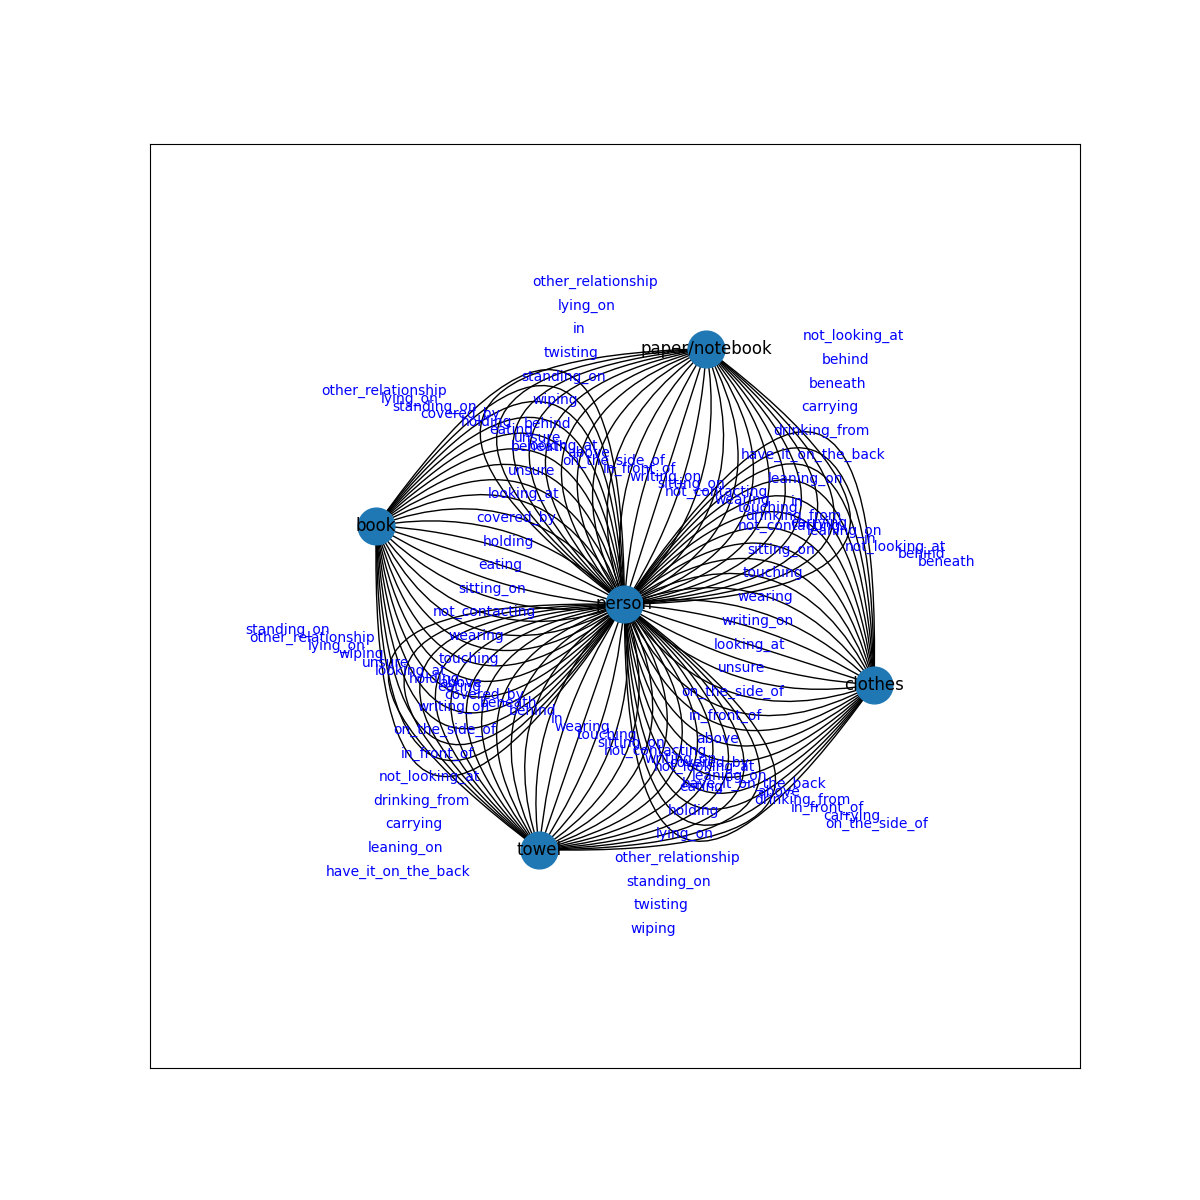 other_relationship
lying_on
in
not_looking_at
paper/notebook
twisting
behind
standing_on
beneath
other_relationship
lying_on
wiping
standing_on
carrying
covered_by
holding
behind
eating
drinking_from
unsure
beneath
looking_at
above
have_it_on_the_back
on_the_side_of
in_front_of
unsure
writing_on
leaning_on
sitting_on
looking_at
not_contacting
wearing
in
touching
drinking_from
covered_by
carrying
book
not_contacting
leaning_on
in
holding
not_looking_at
sitting_on
behind
beneath
eating
touching
sitting_on
wearing
person
not_contacting
writing_on
standing_on
wearing
other_relationship
lying_on
looking_at
wiping
touching
unsure
unsure
looking_at
holding
above
clothes
eating
on_the_side_of
covered_by
beneath
writing_on
behind
in_front_of
in
wearing
on_the_side_of
touching
above
sitting_on
not_contacting
in_front_of
writing_on
covered_by
not_looking_at
leaning_on
not_looking_at
have_it_on_the_back
eating
above
drinking_from
drinking_from
in_front_of
holding
carrying
carrying
on_the_side_of
lying_on
leaning_on
towel
other_relationship
have_it_on_the_back
standing_on
twisting
wiping